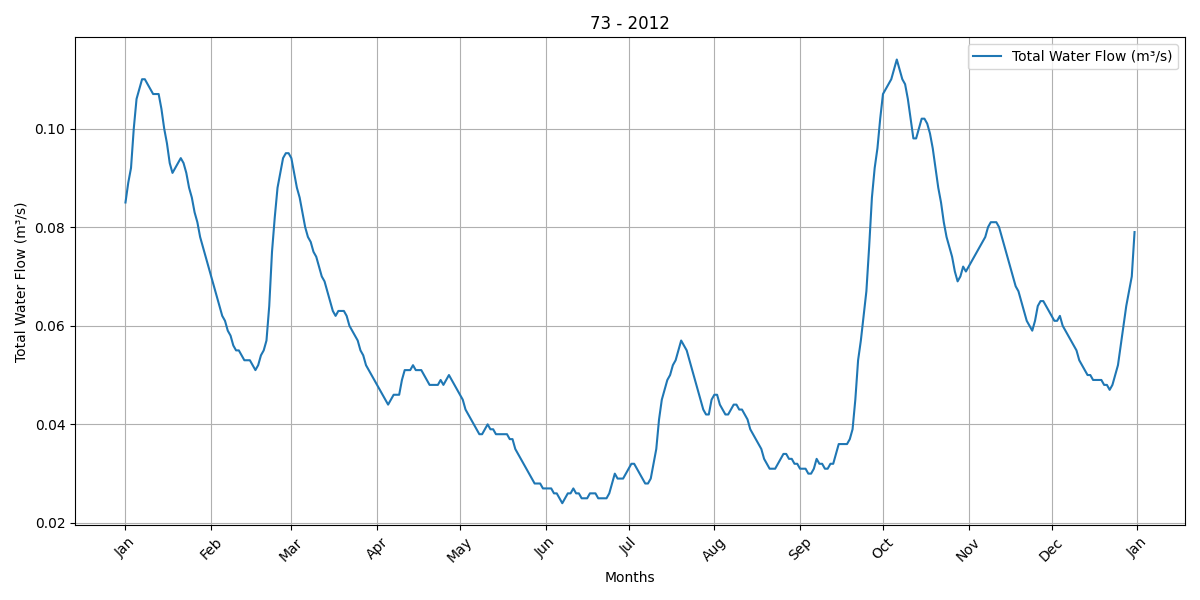 73 - 2012
Total Water Flow (m³/s)
Total Water Flow (m³/s)
0.10
0.08
0.06
0.04
0.02
Jan
Feb
Mar
Apr
May
Jun
Jul
Aug
Sep
Oct
Nov
Dec
Jan
Months